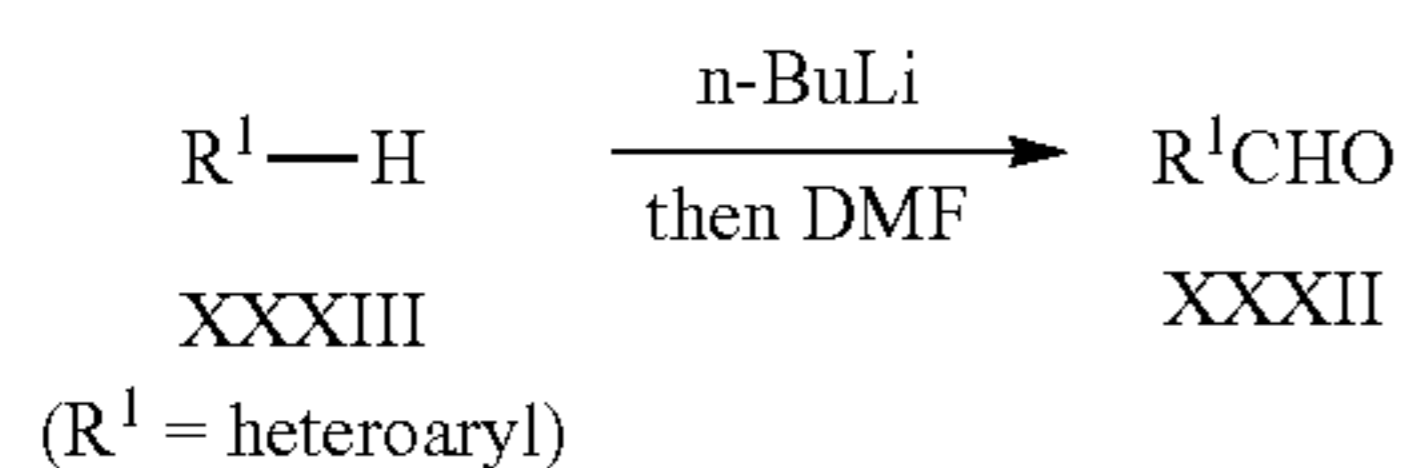 n-BuLi
R¹—H
R¹CHO
then DMF
XXXIII
XXXII
(R¹ = heteroaryl)